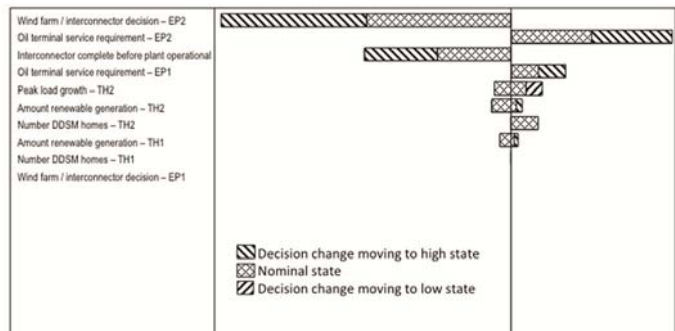 Wind farm / interconnector decision – EP2
Oil terminal service requirement – EP2
Interconnector complete before plant operational
Oil terminal service requirement – EP1
Peak load growth – TH2
Amount renewable generation – TH2
Number DDSM homes – TH2
Amount renewable generation – TH1
Number DDSM homes – TH1
Wind farm / interconnector decision – EP1
Decision change moving to high state
Nominal state
Decision change moving to low state